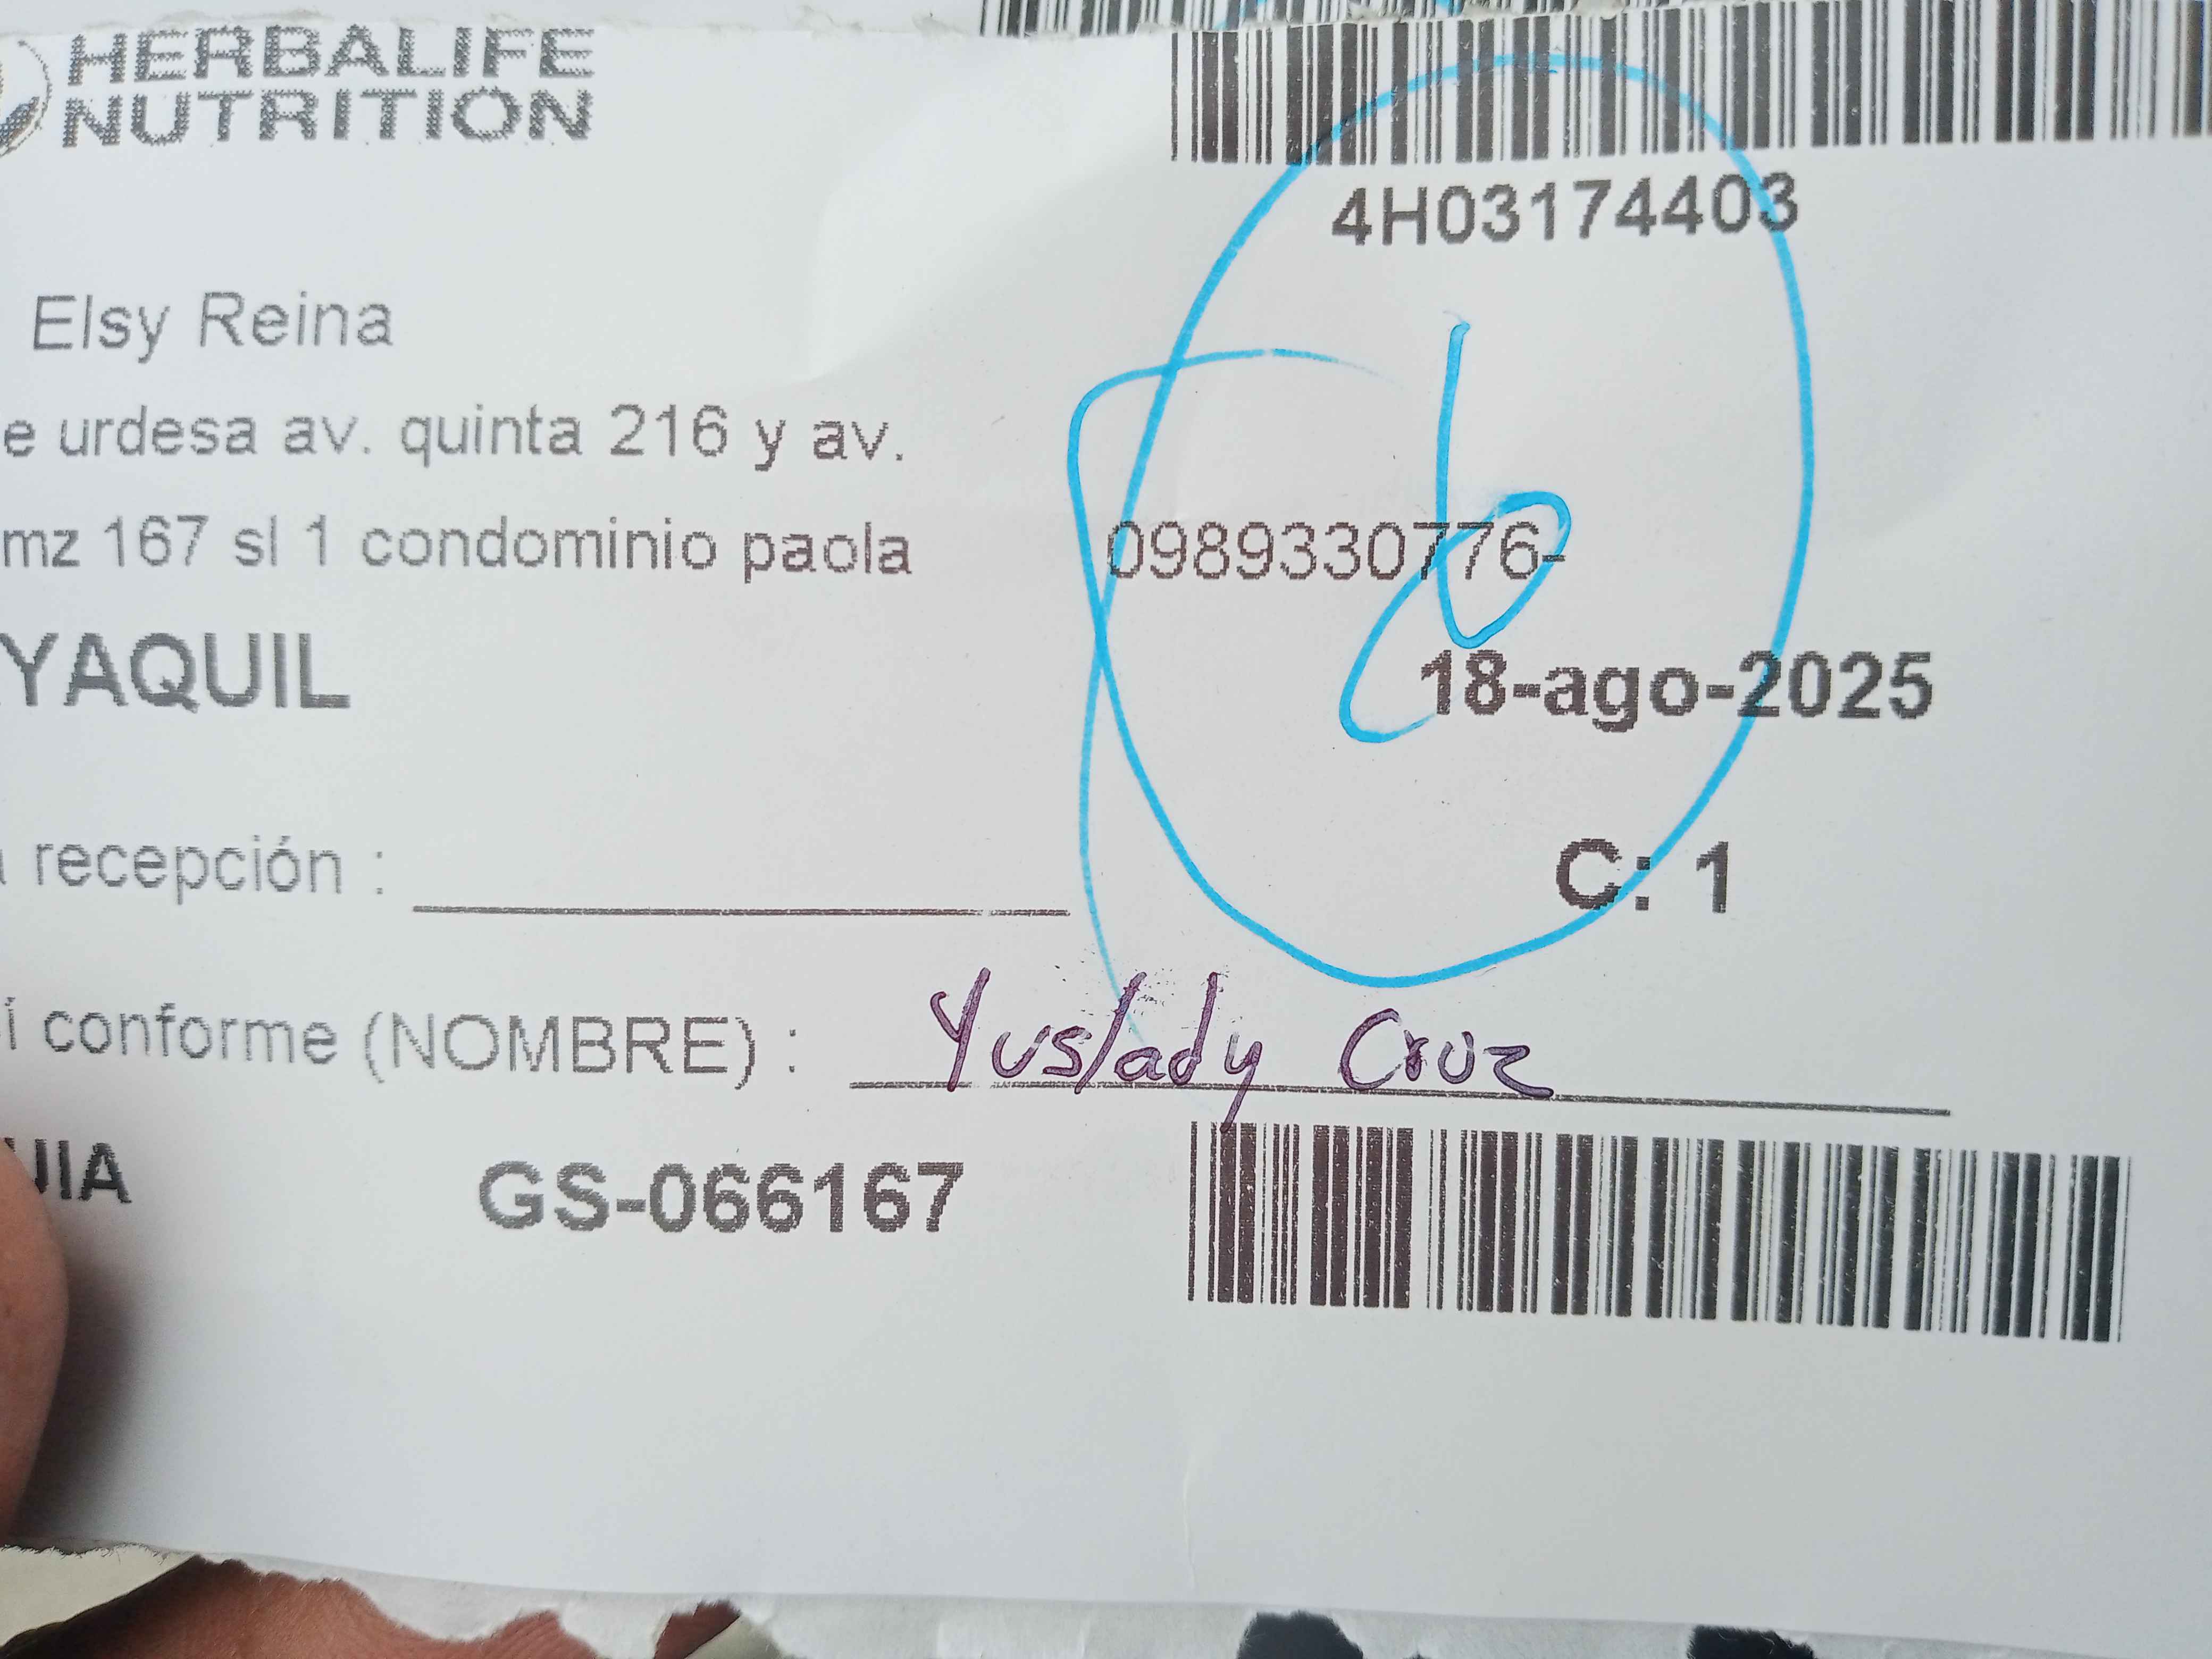 HERBALIFE
NUTRITION
4H03174403
Elsy Reina
e urdesa av. quinta 216 y av.
mz 167 sl 1 condominio paola 0989330776-
YAQUIL
18-ago-2025
recepción :
C: 1
í conforme (NOMBRE) : Yuslady Cruz
UIA GS-066167